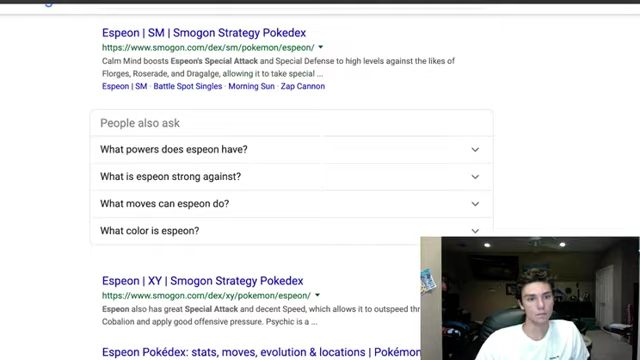 Espeon | SM | Smogon Strategy Pokedex
https://www.smogon.com/dex/sm/pokemon/espeon/
Calm Mind boosts Espeon's Special Attack and Special Defense to high levels against the likes of
Florges, Roserade, and Dragalge, allowing it to take special ...
Espeon | SM · Battle Spot Singles · Morning Sun · Zap Cannon
People also ask
What powers does espeon have?
What is espeon strong against?
What moves can espeon do?
What color is espeon?
Espeon | XY | Smogon Strategy Pokedex
https://www.smogon.com/dex/xy/pokemon/espeon/
Espeon also has great Special Attack and decent Speed, which allows it to outspeed
Cobalion and apply good offensive pressure. Psychic is a ...
Espeon Pokédex: stats, moves, evolution & locations | Pokémon